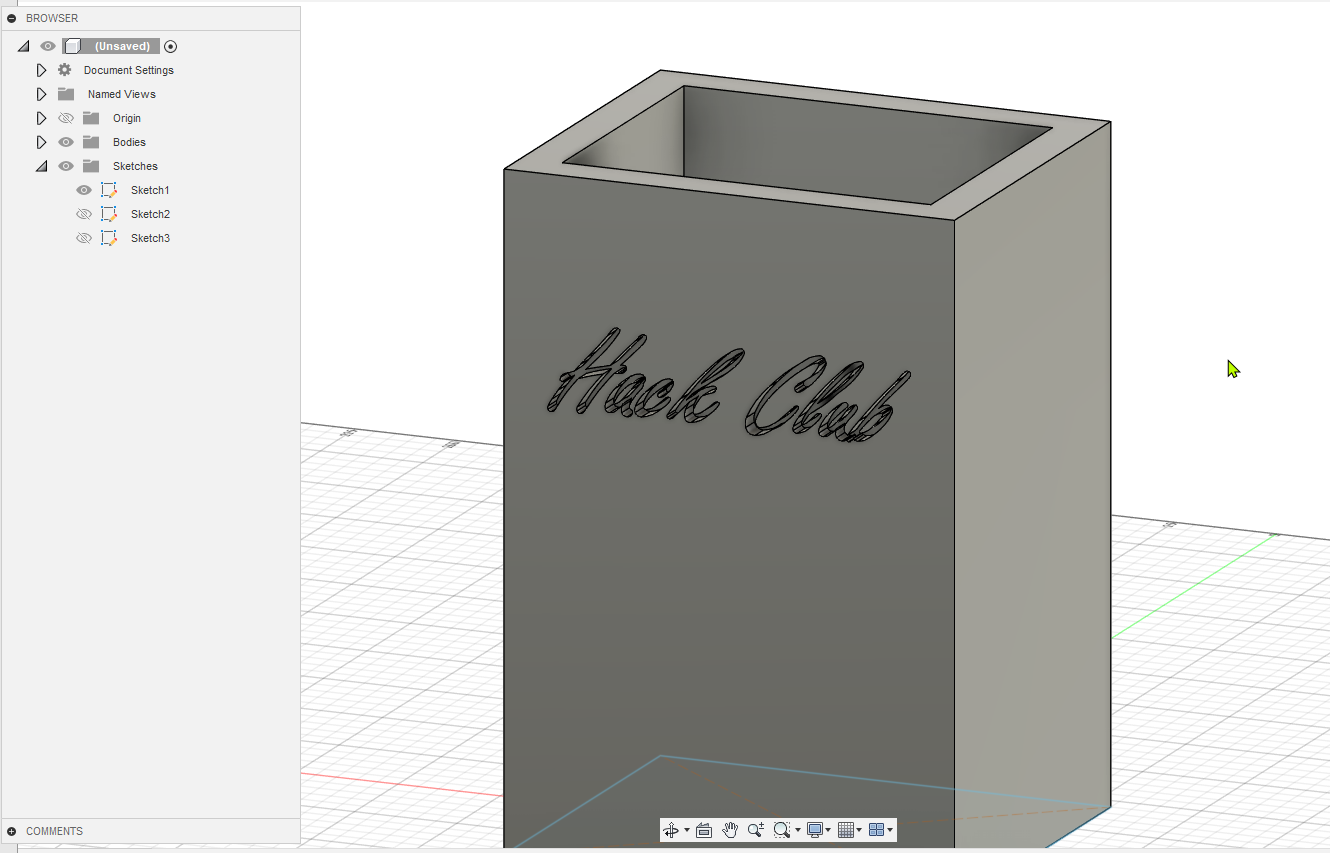 BROWSER
(Unsaved)
Document Settings
Named Views
Origin
Bodies
Sketches
Sketch1
Sketch2
Sketch3
Hack Club
COMMENTS